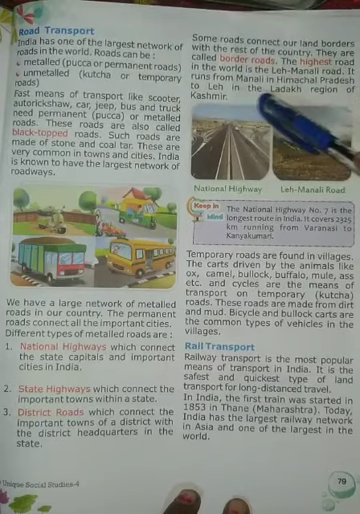 Road Transport
India has one of the largest network of
roads in the world. Roads can be :
metalled (pucca or permanent roads)
unmetalled (kutcha or temporary
roads)
Fast means of transport like scooter,
autorickshaw, car, jeep, bus and truck
need permanent (pucca) or metalled
roads. These roads are also called
black-topped roads. Such roads are
made of stone and coal tar. These are
very common in towns and cities. India
is known to have the largest network of
roadways.
We have a large network of metalled
roads in our country. The permanent
roads connect all the important cities.
Different types of metalled roads are :
1. National Highways which connect
the state capitals and important
cities in India.
2. State Highways which connect the
important towns within a state.
3. District Roads which connect the
important towns of a district with
the district headquarters in the
state.
Unique Social Studies-4
Some roads connect our land borders
with the rest of the country. They are
called border roads. The highest road
in the world is the Leh-Manali road. It
runs from Manali in Himachal Pradesh
to Leh in the Ladakh region of
Kashmir.
National Highway Leh-Manali Road
Keep in
Mind
The National Highway No. 7 is the
longest route in India. It covers 2325
km running from Varanasi to
Kanyakumari.
Temporary roads are found in villages.
The carts driven by the animals like
ox, camel, bullock, buffalo, mule, ass
etc. and cycles are the means of
transport on temporary (kutcha)
roads. These roads are made from dirt
and mud. Bicycle and bullock carts are
the common types of vehicles in the
villages.
Rail Transport
Railway transport is the most popular
means of transport in India. It is the
safest and quickest type of land
transport for long-distanced travel.
In India, the first train was started in
1853 in Thane (Maharashtra). Today,
India has the largest railway network
in Asia and one of the largest in the
world.
79